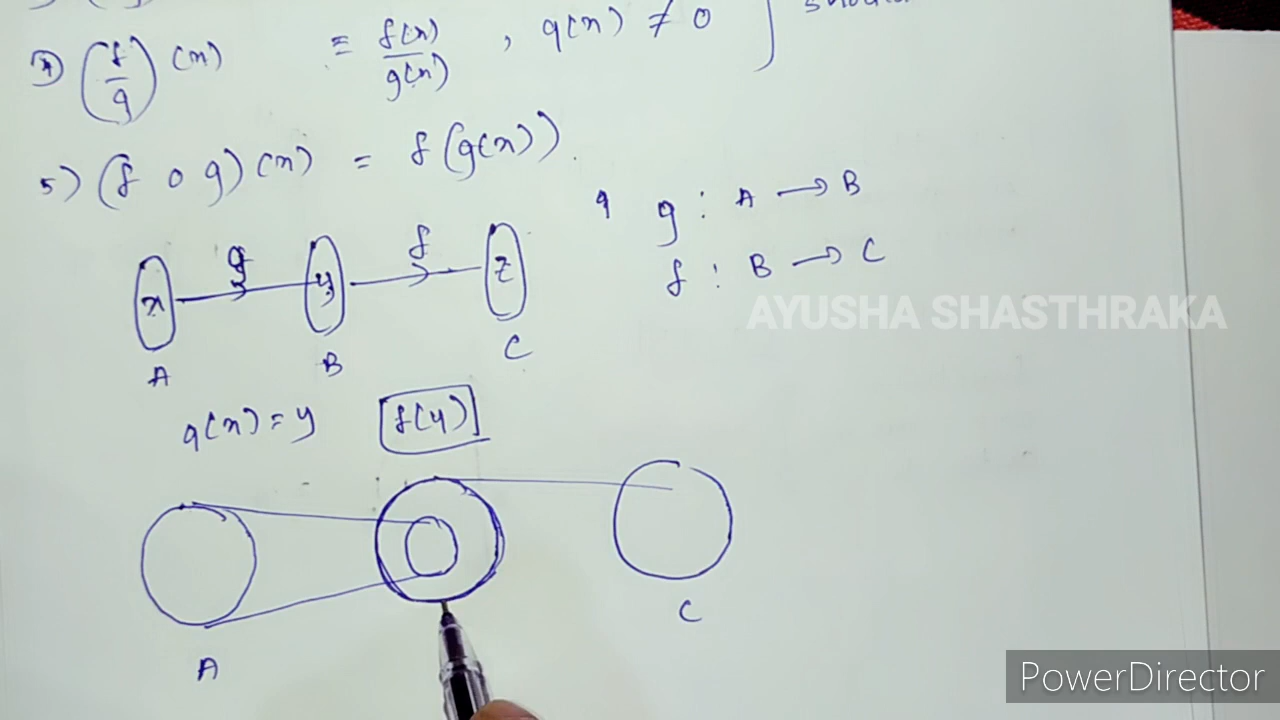 4) (f/g) (x) = f(x)/g(x) , g(x) ≠ 0
5) (f o g) (x) = f(g(x)).
g : A → B
f : B → C
g f
x y z
A B C
g(x) = y f(y)
A C
AYUSHA SHASTHRAKA
PowerDirector